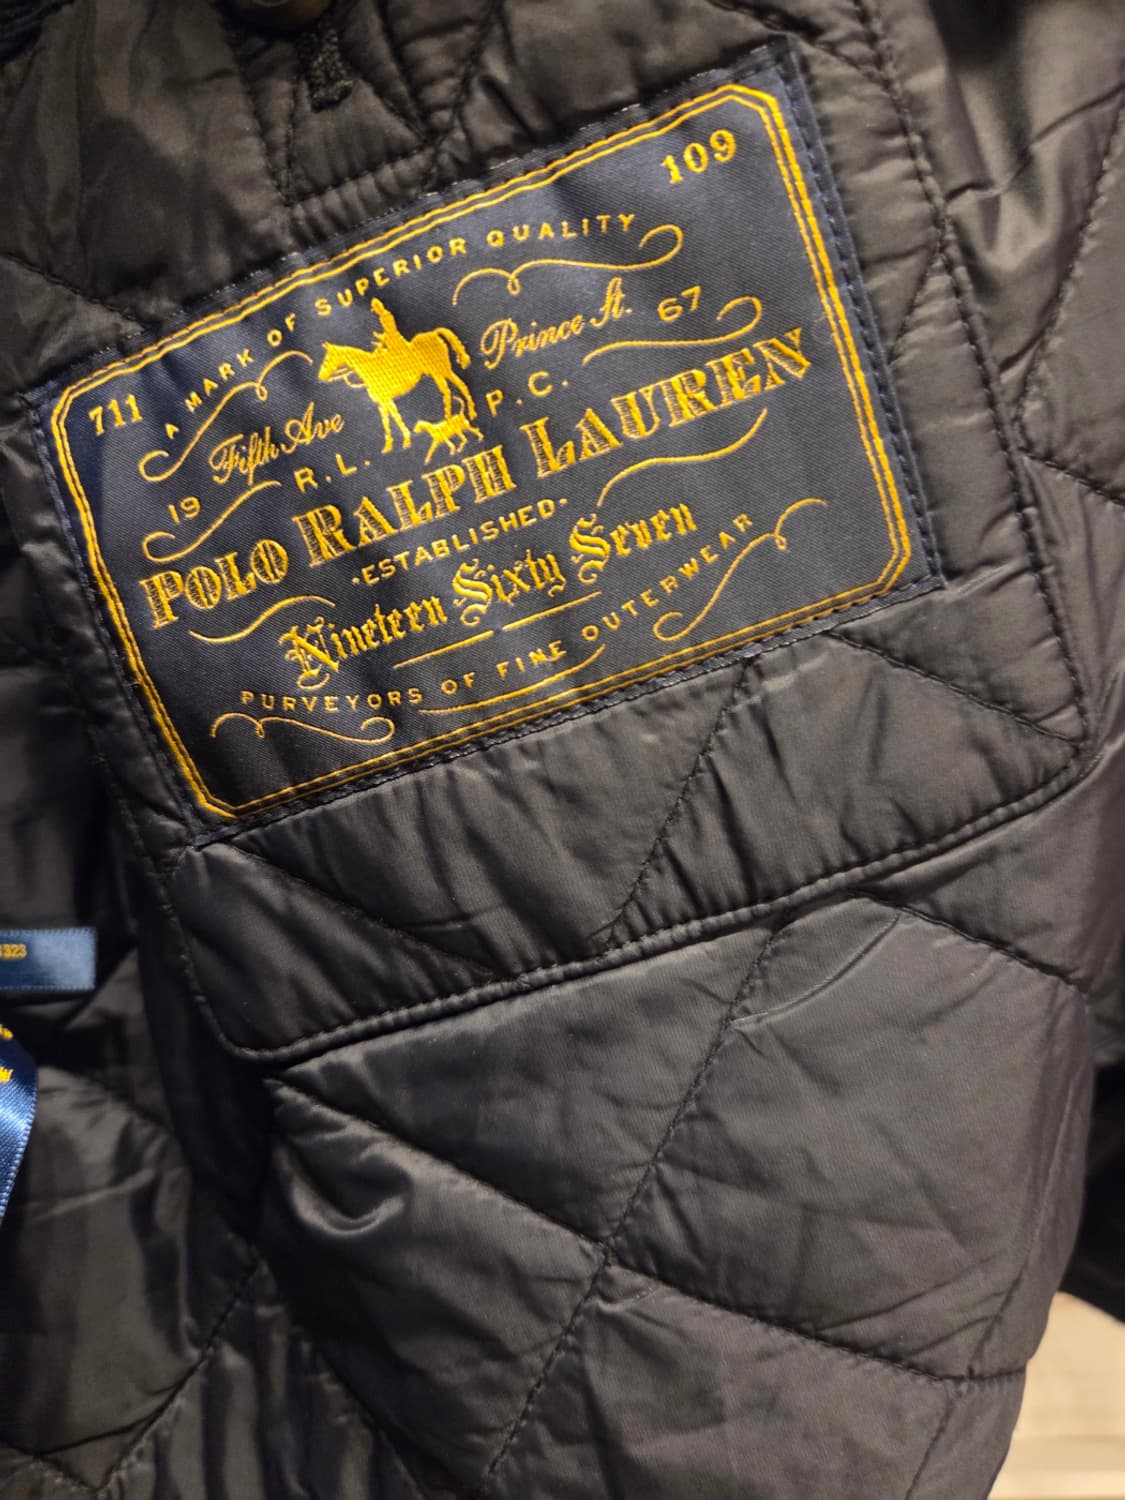 109
A MARK OF SUPERIOR QUALITY
711
Fifth Ave
Prince St.
19
67
R.L.
P.C.
POLO RALPH LAUREN
·ESTABLISHED·
Nineteen Sixty Seven
PURVEYORS OF FINE OUTERWEAR